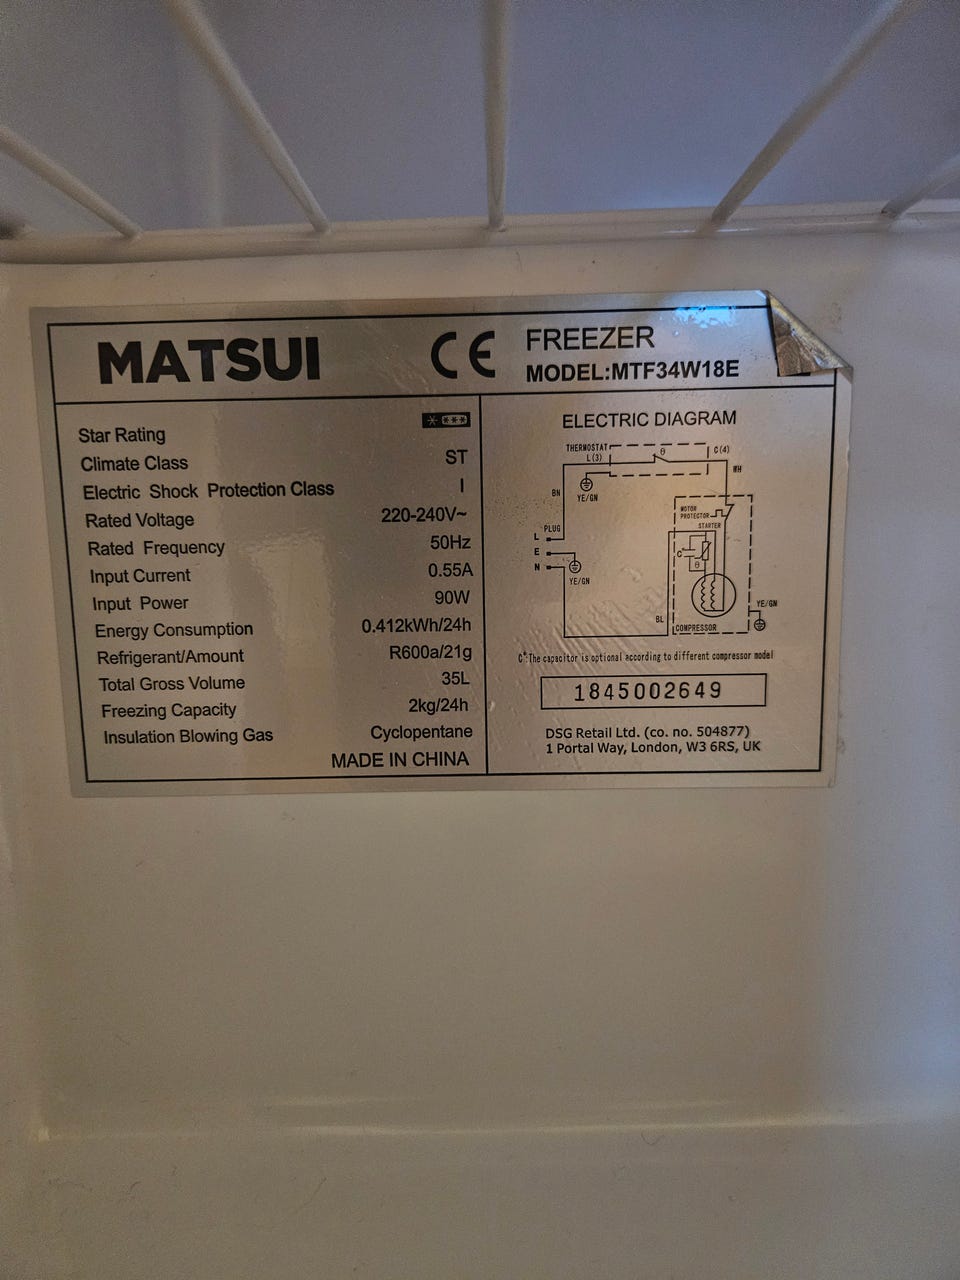 MATSUI CE FREEZER
MODEL:MTF34W18E
Star Rating
Climate Class ST
Electric Shock Protection Class I
Rated Voltage 220-240V~
Rated Frequency 50Hz
Input Current 0.55A
Input Power 90W
Energy Consumption 0.412kWh/24h
Refrigerant/Amount R600a/21g
Total Gross Volume 35L
Freezing Capacity 2kg/24h
Insulation Blowing Gas Cyclopentane
MADE IN CHINA
ELECTRIC DIAGRAM
THERMOSTAT
L(3) θ C(4)
WH
YE/GN
BN
MOTOR
PROTECTOR
STARTER
PLUG
L
E
N
C*
θ
YE/GN
YE/GN
BL
COMPRESSOR
C*:The capacitor is optional according to different compressor model
1845002649
DSG Retail Ltd. (co. no. 504877)
1 Portal Way, London, W3 6RS, UK